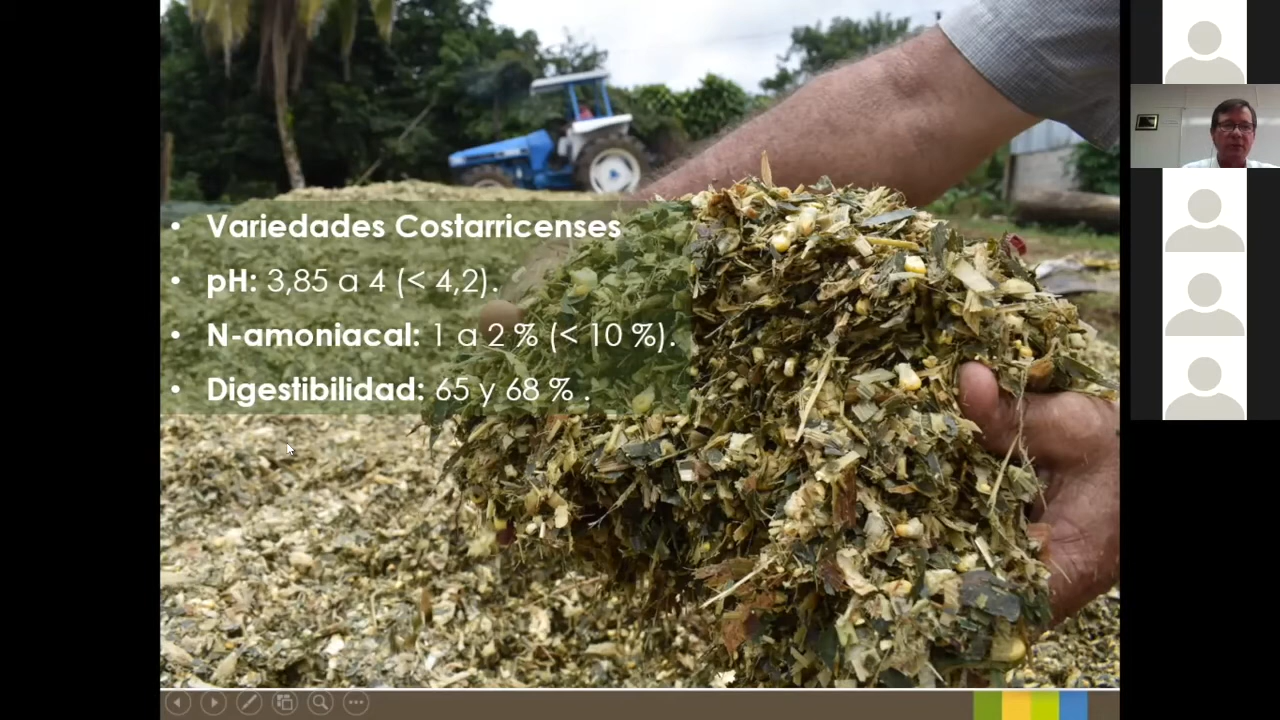 • Variedades Costarricenses
• pH: 3,85 a 4 (< 4,2).
• N-amoniacal: 1 a 2 % (< 10 %).
• Digestibilidad: 65 y 68 % .